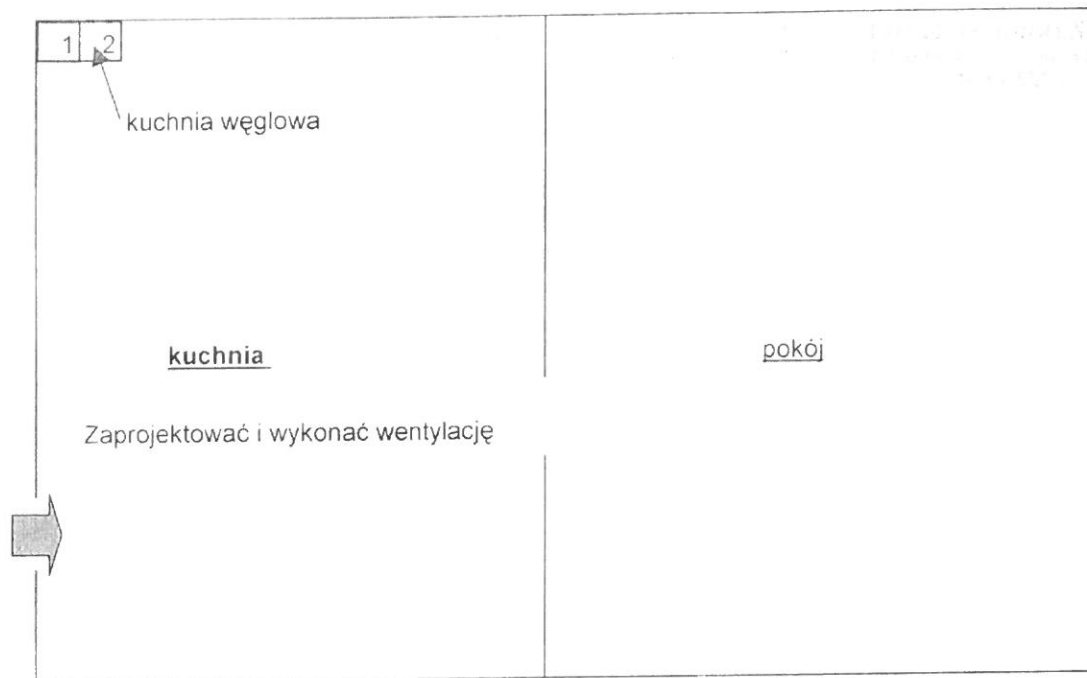 1 2
kuchnia węglowa
kuchnia
pokój
Zaprojektować i wykonać wentylację